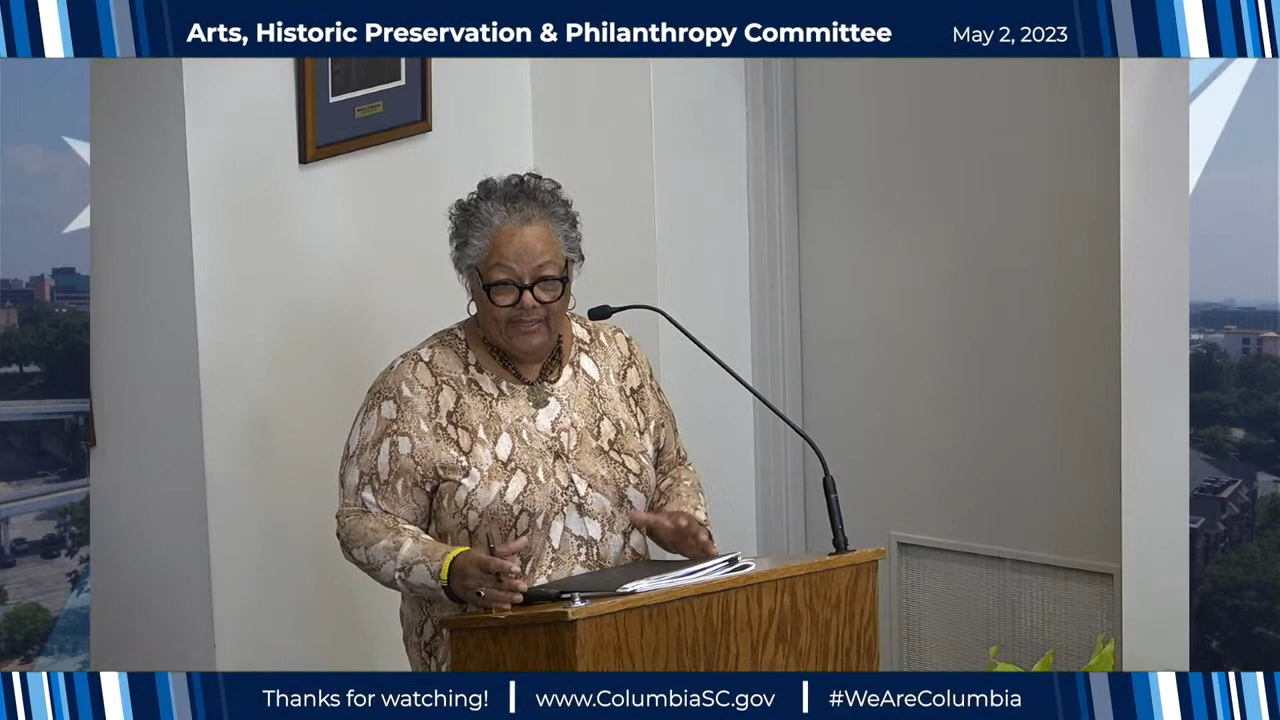 Arts, Historic Preservation & Philanthropy Committee
May 2, 2023
Thanks for watching!
www.ColumbiaSC.gov
#WeAreColumbia